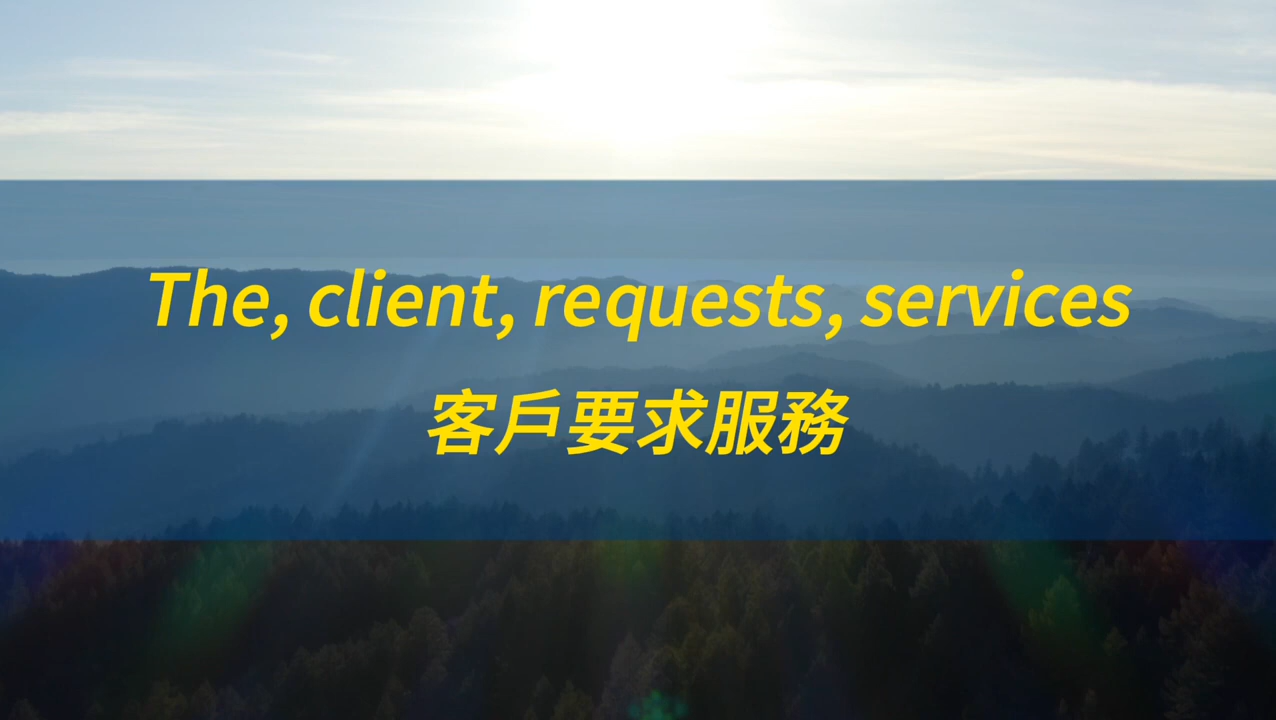 The, client, requests, services
客戶要求服務